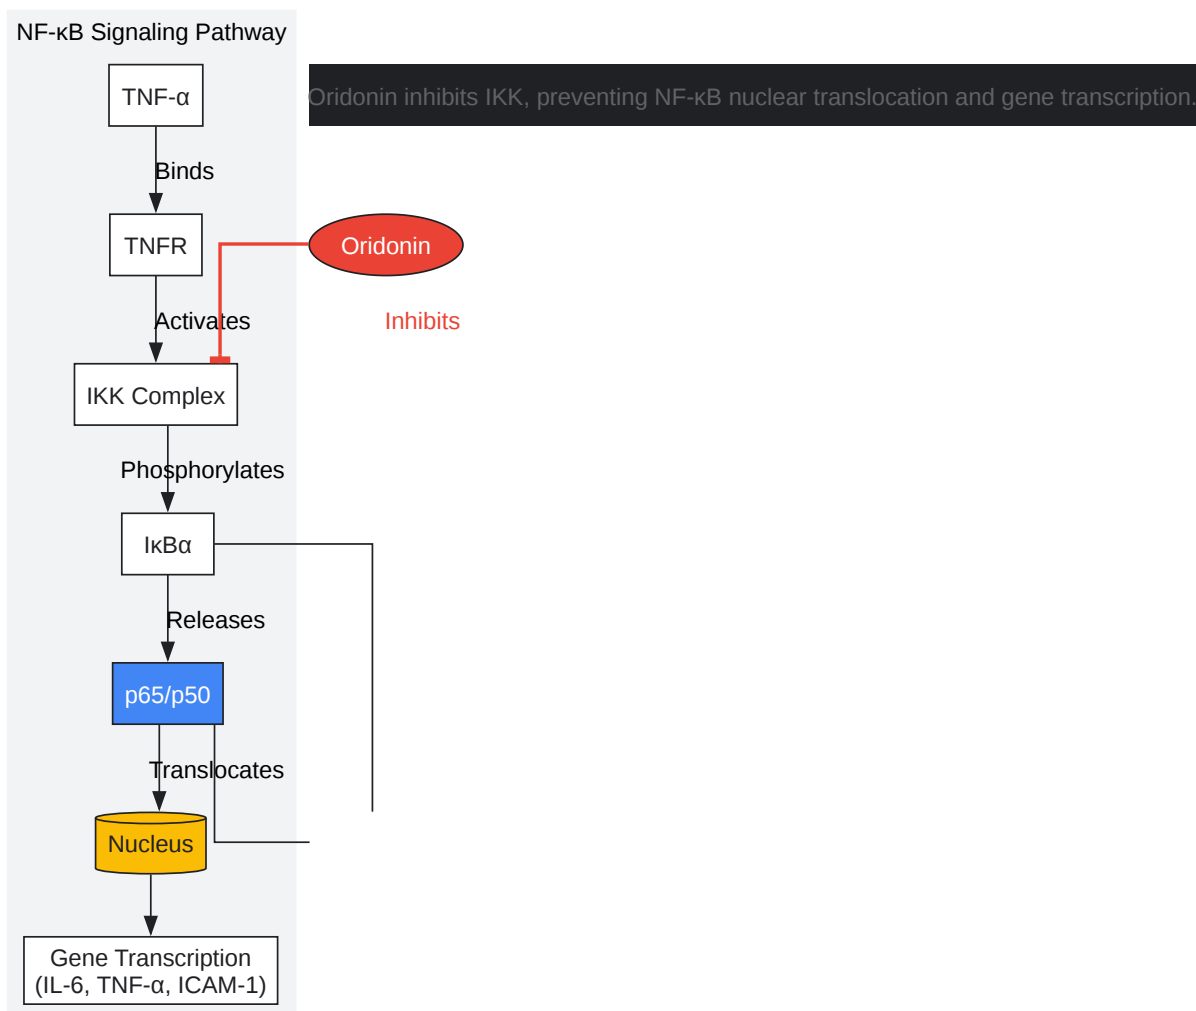 NF-κB Signaling Pathway
TNF-α
Oridonin inhibits IKK, preventing NF-κB nuclear translocation and gene transcription.
Binds
TNFR
Oridonin
Activates
Inhibits
IKK Complex
Phosphorylates
IκBα
Releases
p65/p50
Translocates
Nucleus
Gene Transcription
(IL-6, TNF-α, ICAM-1)